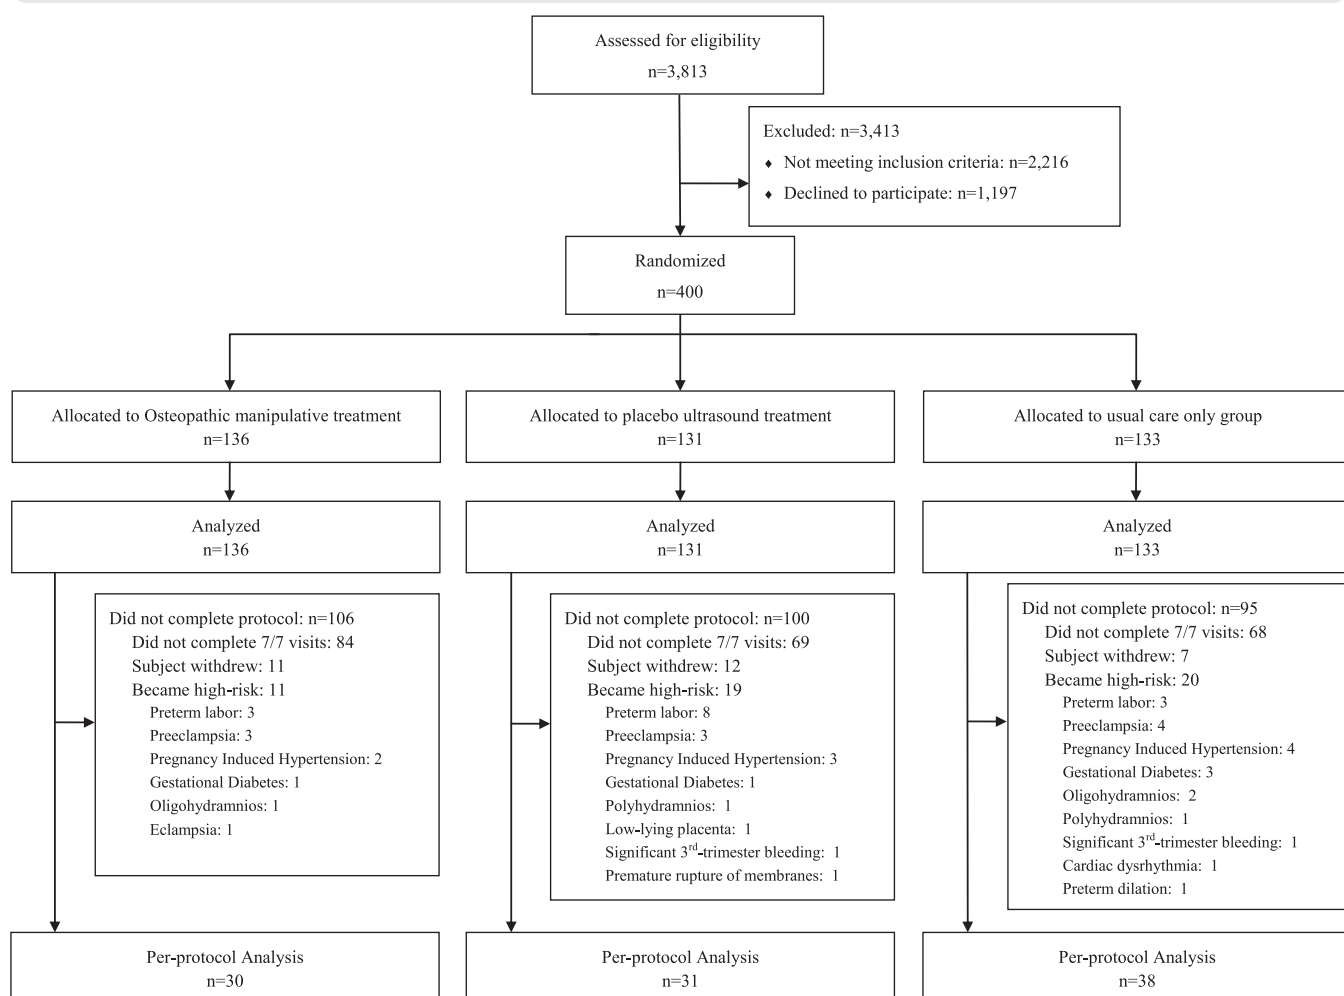 Assessed for eligibility
n=3,813
Excluded: n=3,413
♦ Not meeting inclusion criteria: n=2,216
♦ Declined to participate: n=1,197
Randomized
n=400
Allocated to Osteopathic manipulative treatment
n=136
Allocated to placebo ultrasound treatment
n=131
Allocated to usual care only group
n=133
Analyzed
n=136
Analyzed
n=131
Analyzed
n=133
Did not complete protocol: n=106
Did not complete 7/7 visits: 84
Subject withdrew: 11
Became high-risk: 11
Preterm labor: 3
Preeclampsia: 3
Pregnancy Induced Hypertension: 2
Gestational Diabetes: 1
Oligohydramnios: 1
Eclampsia: 1
Did not complete protocol: n=100
Did not complete 7/7 visits: 69
Subject withdrew: 12
Became high-risk: 19
Preterm labor: 8
Preeclampsia: 3
Pregnancy Induced Hypertension: 3
Gestational Diabetes: 1
Polyhydramnios: 1
Low-lying placenta: 1
Significant 3rd-trimester bleeding: 1
Premature rupture of membranes: 1
Did not complete protocol: n=95
Did not complete 7/7 visits: 68
Subject withdrew: 7
Became high-risk: 20
Preterm labor: 3
Preeclampsia: 4
Pregnancy Induced Hypertension: 4
Gestational Diabetes: 3
Oligohydramnios: 2
Polyhydramnios: 1
Significant 3rd-trimester bleeding: 1
Cardiac dysrhythmia: 1
Preterm dilation: 1
Per-protocol Analysis
n=30
Per-protocol Analysis
n=31
Per-protocol Analysis
n=38